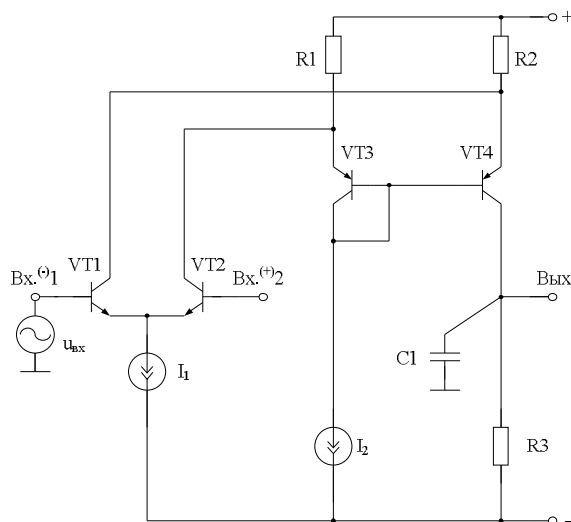 +
R1
R2
VT3
VT4
VT1
VT2
Вх.(-)1
Вх.(+)2
Вых
uвх
I1
C1
I2
R3
-